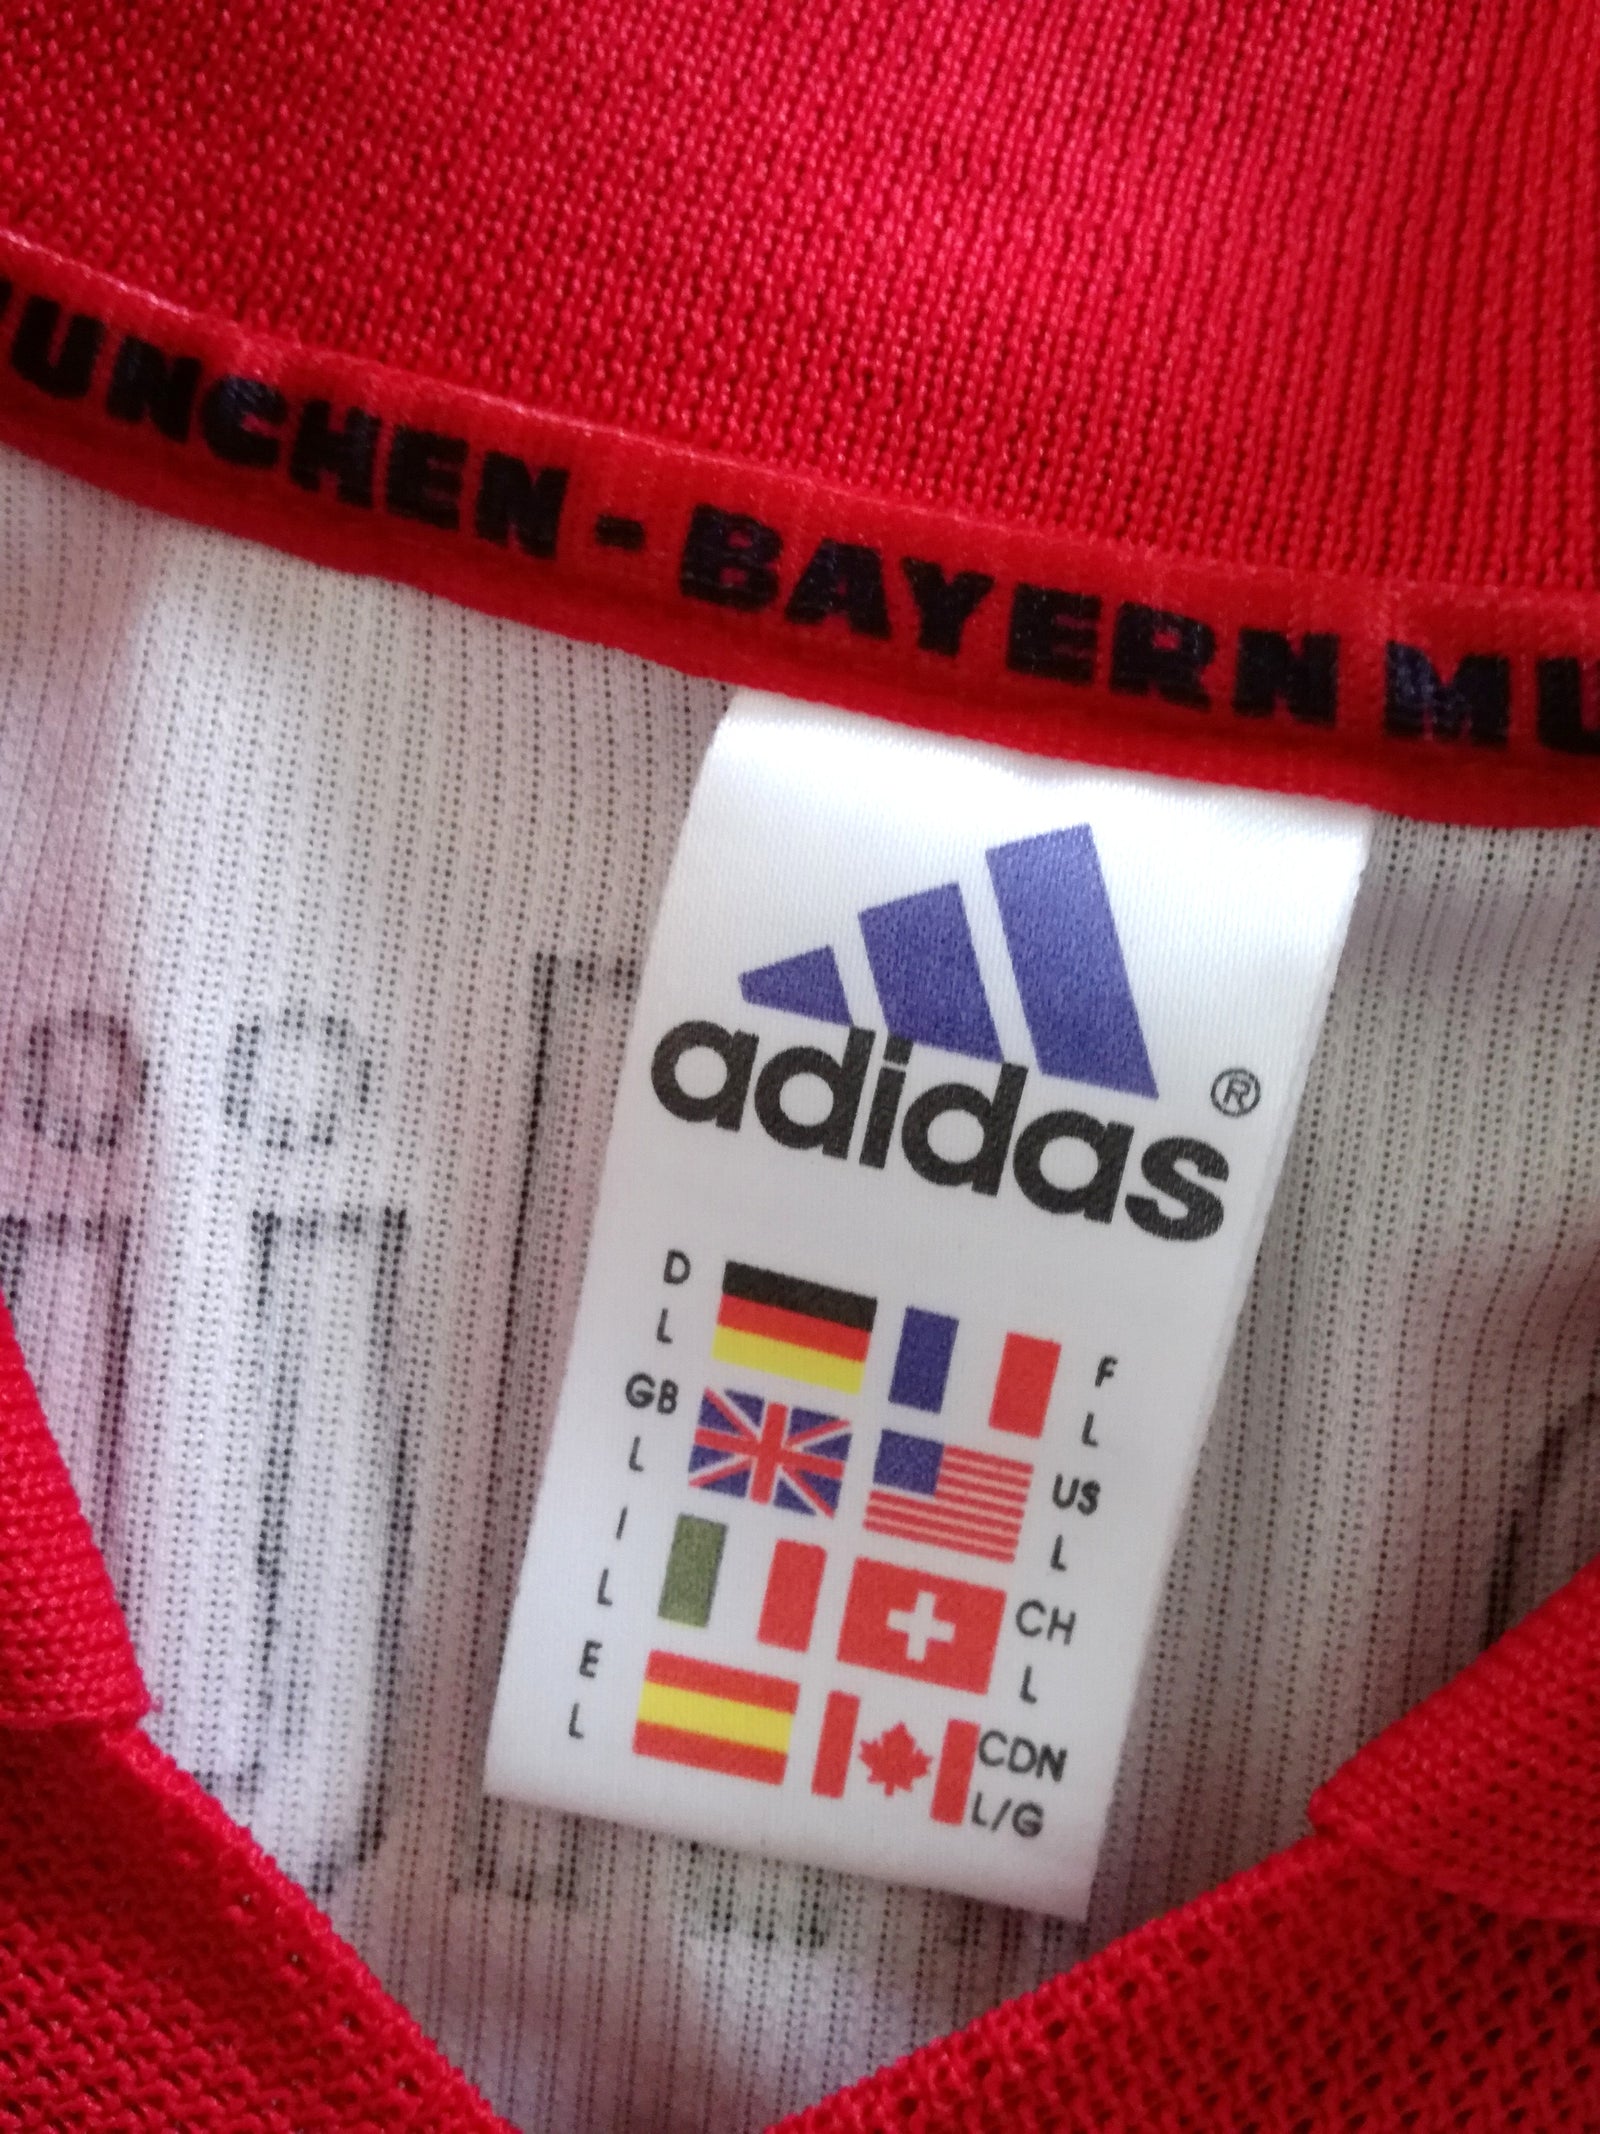 UNCHEN - BAYERN MU
adidas ®
D
L
F
L
GB
L
US
L
I
L
CH
L
E
L
CDN
L/G